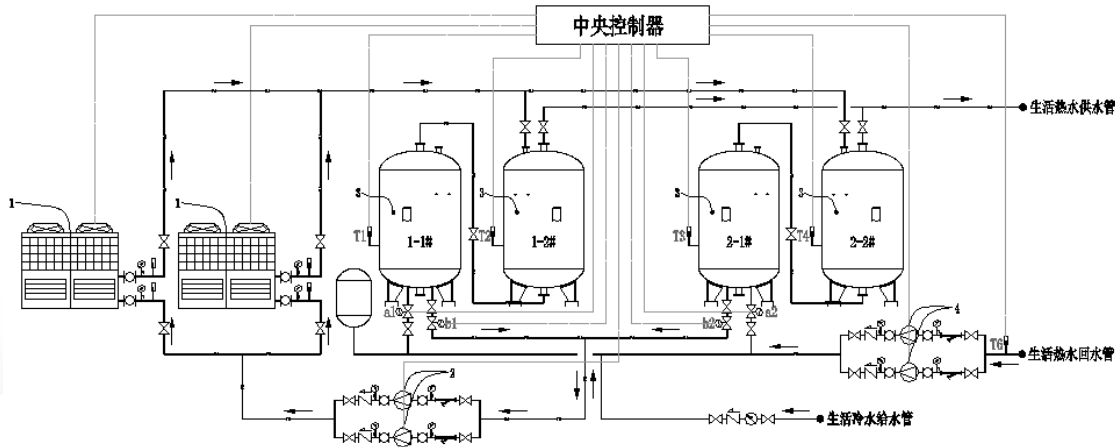 中央控制器
生活热水供水管
1
1
3
3
3
3
T1
T2
T3
T4
1-1#
1-2#
2-1#
2-2#
a1
b1
b2
a2
4
T6
生活热水回水管
2
生活冷水给水管